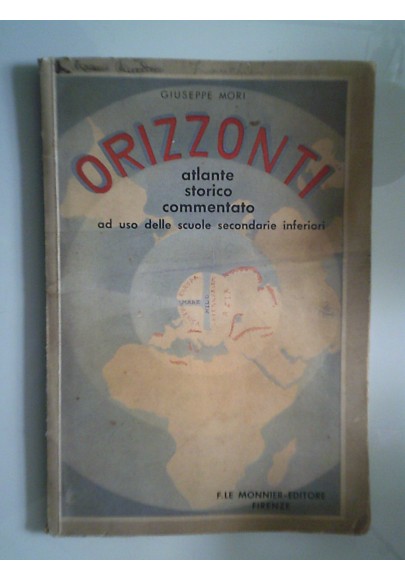 GIUSEPPE MORI
ORIZZONTI
atlante
storico
commentato
ad uso delle scuole secondarie inferiori
F. LE MONNIER-EDITORE
FIRENZE